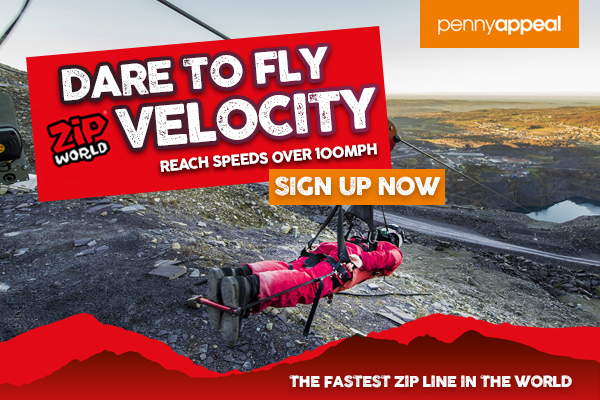 pennyappeal
DARE TO FLY
ZIP
WORLD
VELOCITY
REACH SPEEDS OVER 100MPH
SIGN UP NOW
THE FASTEST ZIP LINE IN THE WORLD